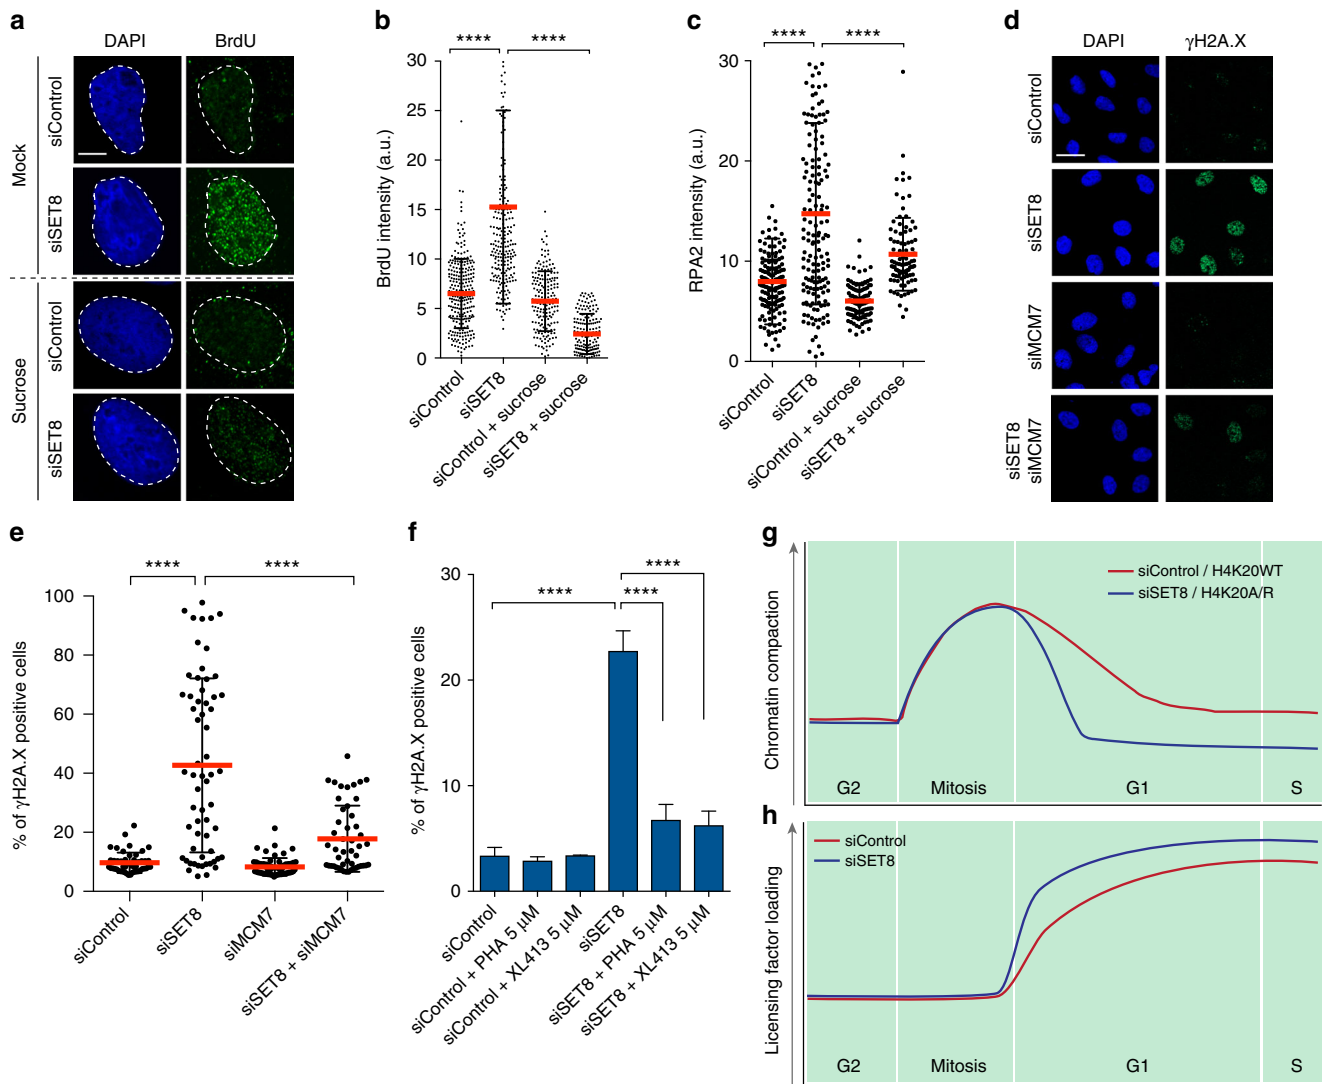 a
DAPI
BrdU
Mock
siControl
siSET8
Sucrose
siControl
siSET8
b
****
****
BrdU intensity (a.u.)
30
25
20
15
10
5
0
siControl
siSET8
siControl + sucrose
siSET8 + sucrose
c
****
****
RPA2 intensity (a.u.)
30
20
10
0
siControl
siSET8
siControl + sucrose
siSET8 + sucrose
d
DAPI
γH2A.X
siControl
siSET8
siMCM7
siSET8
siMCM7
e
****
****
% of γH2A.X positive cells
100
80
60
40
20
0
siControl
siSET8
siMCM7
siSET8 + siMCM7
f
****
****
****
% of γH2A.X positive cells
30
20
10
0
siControl
siControl + PHA 5 μM
siControl + XL413 5 μM
siSET8
siSET8 + PHA 5 μM
siSET8 + XL413 5 μM
g
Chromatin compaction
siControl / H4K20WT
siSET8 / H4K20A/R
G2
Mitosis
G1
S
h
Licensing factor loading
siControl
siSET8
G2
Mitosis
G1
S